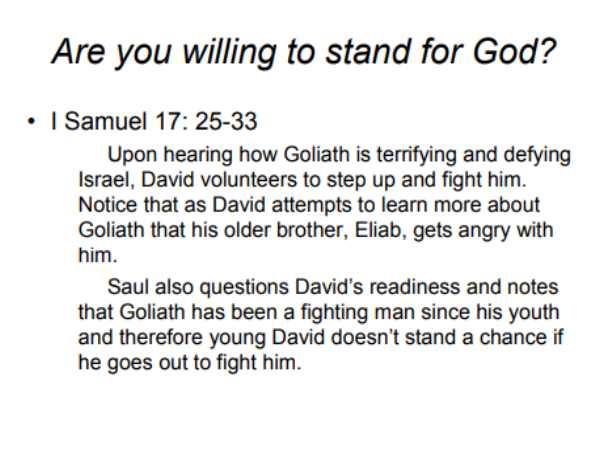 Are you willing to stand for God?
• I Samuel 17: 25-33
Upon hearing how Goliath is terrifying and defying
Israel, David volunteers to step up and fight him.
Notice that as David attempts to learn more about
Goliath that his older brother, Eliab, gets angry with
him.
Saul also questions David's readiness and notes
that Goliath has been a fighting man since his youth
and therefore young David doesn't stand a chance if
he goes out to fight him.